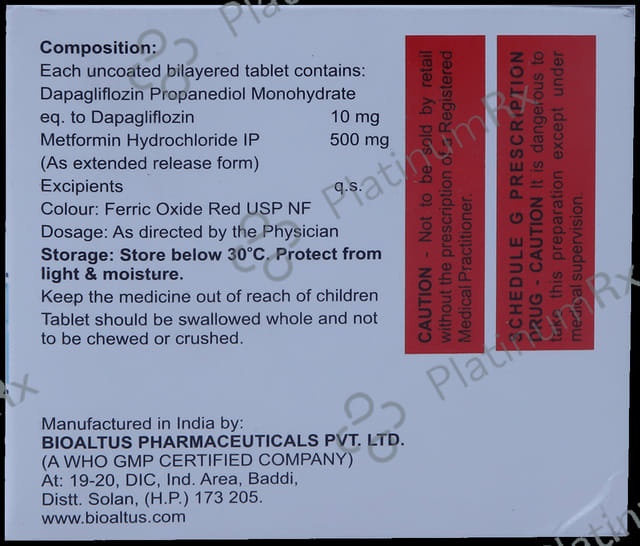 Composition:
Each uncoated bilayered tablet contains:
Dapagliflozin Propanediol Monohydrate
eq. to Dapagliflozin 10 mg
Metformin Hydrochloride IP 500 mg
(As extended release form)
Excipients q.s.
Colour: Ferric Oxide Red USP NF
Dosage: As directed by the Physician
Storage: Store below 30°C. Protect from
light & moisture.
Keep the medicine out of reach of children
Tablet should be swallowed whole and not
to be chewed or crushed.
Manufactured in India by:
BIOALTUS PHARMACEUTICALS PVT. LTD.
(A WHO GMP CERTIFIED COMPANY)
At: 19-20, DIC, Ind. Area, Baddi,
Distt. Solan, (H.P.) 173 205.
www.bioaltus.com
CAUTION - Not to be sold by retail
without the prescription of a Registered
Medical Practitioner.
SCHEDULE G PRESCRIPTION
DRUG - CAUTION It is dangerous to
take this preparation except under
medical supervision.
PlatinumRx
PlatinumRx
PlatinumRx